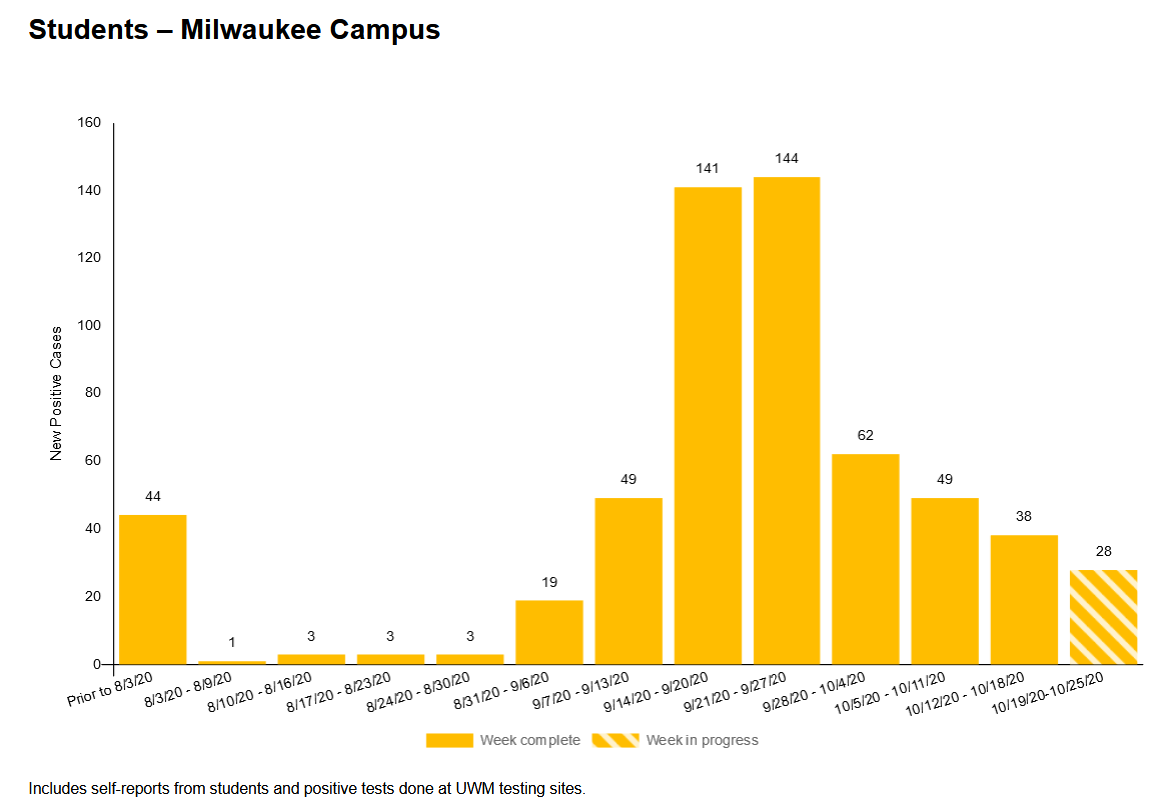 Students – Milwaukee Campus
160
140
120
100
80
60
40
20
0
New Positive Cases
44
1
3
3
3
19
49
141
144
62
49
38
28
Prior to 8/3/20
8/3/20 - 8/9/20
8/10/20 - 8/16/20
8/17/20 - 8/23/20
8/24/20 - 8/30/20
8/31/20 - 9/6/20
9/7/20 - 9/13/20
9/14/20 - 9/20/20
9/21/20 - 9/27/20
9/28/20 - 10/4/20
10/5/20 - 10/11/20
10/12/20 - 10/18/20
10/19/20-10/25/20
Week complete
Week in progress
Includes self-reports from students and positive tests done at UWM testing sites.